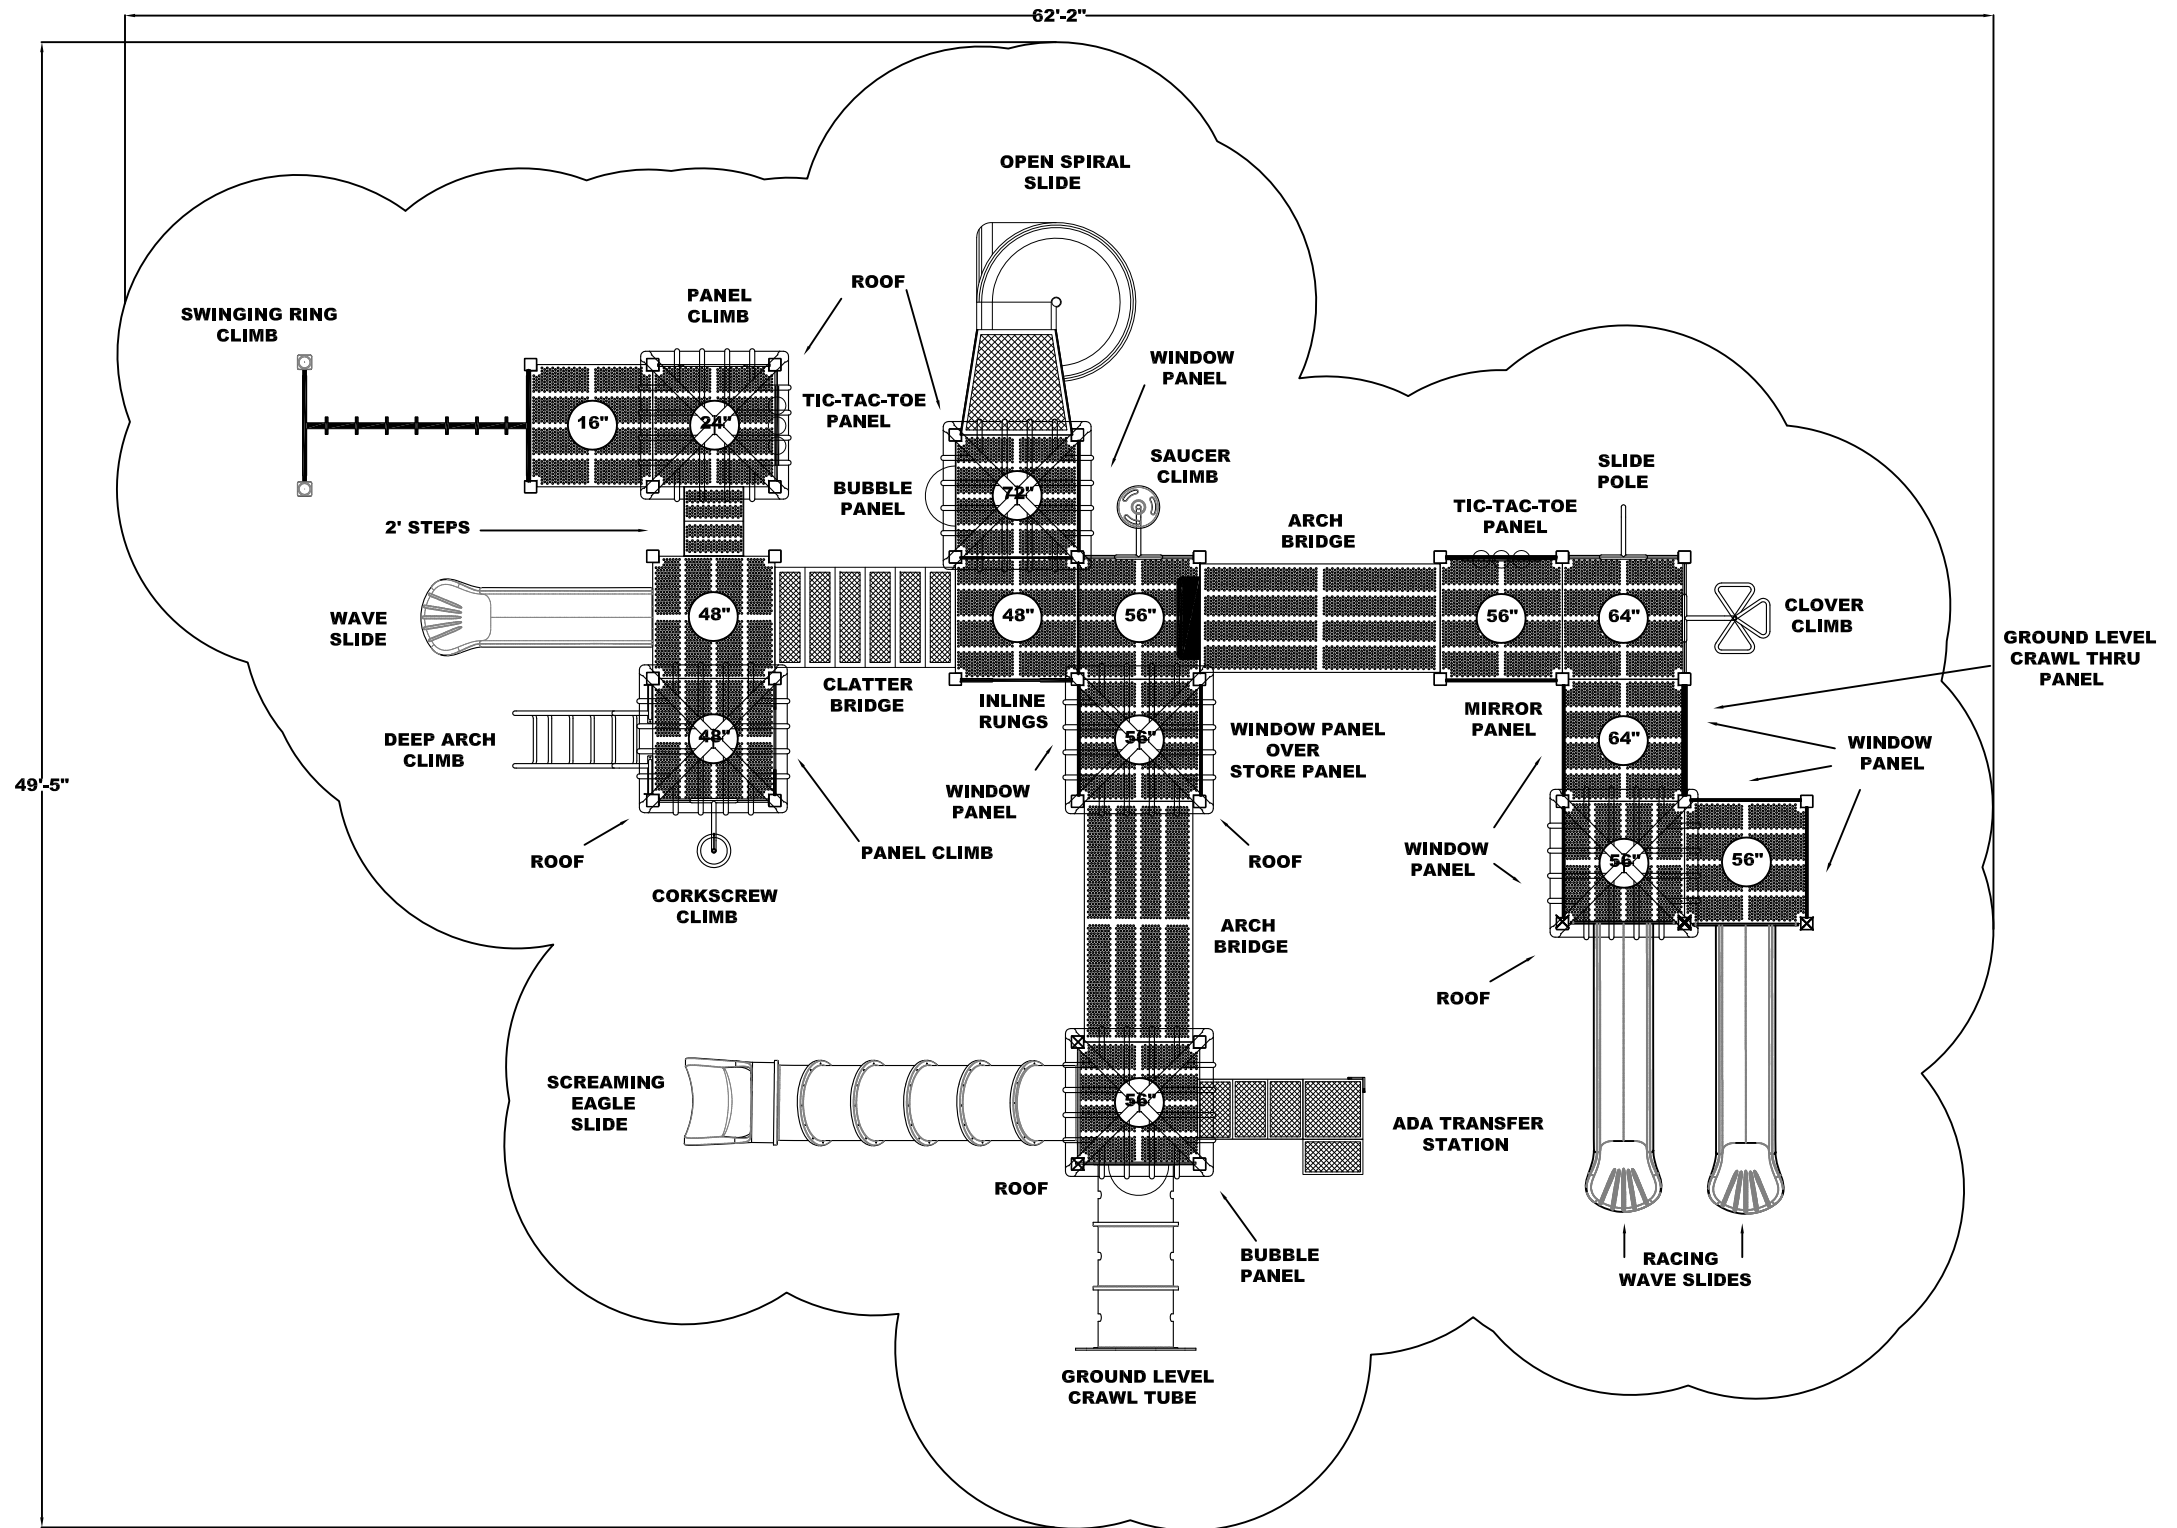 62'-2"
OPEN SPIRAL
SLIDE
ROOF
PANEL
CLIMB
SWINGING RING
CLIMB
WINDOW
PANEL
TIC-TAC-TOE
PANEL
16"
24"
SAUCER
CLIMB
SLIDE
POLE
BUBBLE
PANEL
72"
TIC-TAC-TOE
PANEL
2' STEPS
ARCH
BRIDGE
WAVE
SLIDE
48"
48"
56"
56"
64"
CLOVER
CLIMB
GROUND LEVEL
CRAWL THRU
PANEL
CLATTER
BRIDGE
INLINE
RUNGS
MIRROR
PANEL
DEEP ARCH
CLIMB
48"
56"
WINDOW PANEL
OVER
STORE PANEL
64"
WINDOW
PANEL
49'-5"
WINDOW
PANEL
ROOF
PANEL CLIMB
ROOF
WINDOW
PANEL
56"
56"
CORKSCREW
CLIMB
ARCH
BRIDGE
ROOF
SCREAMING
EAGLE
SLIDE
56"
ADA TRANSFER
STATION
ROOF
BUBBLE
PANEL
RACING
WAVE SLIDES
GROUND LEVEL
CRAWL TUBE